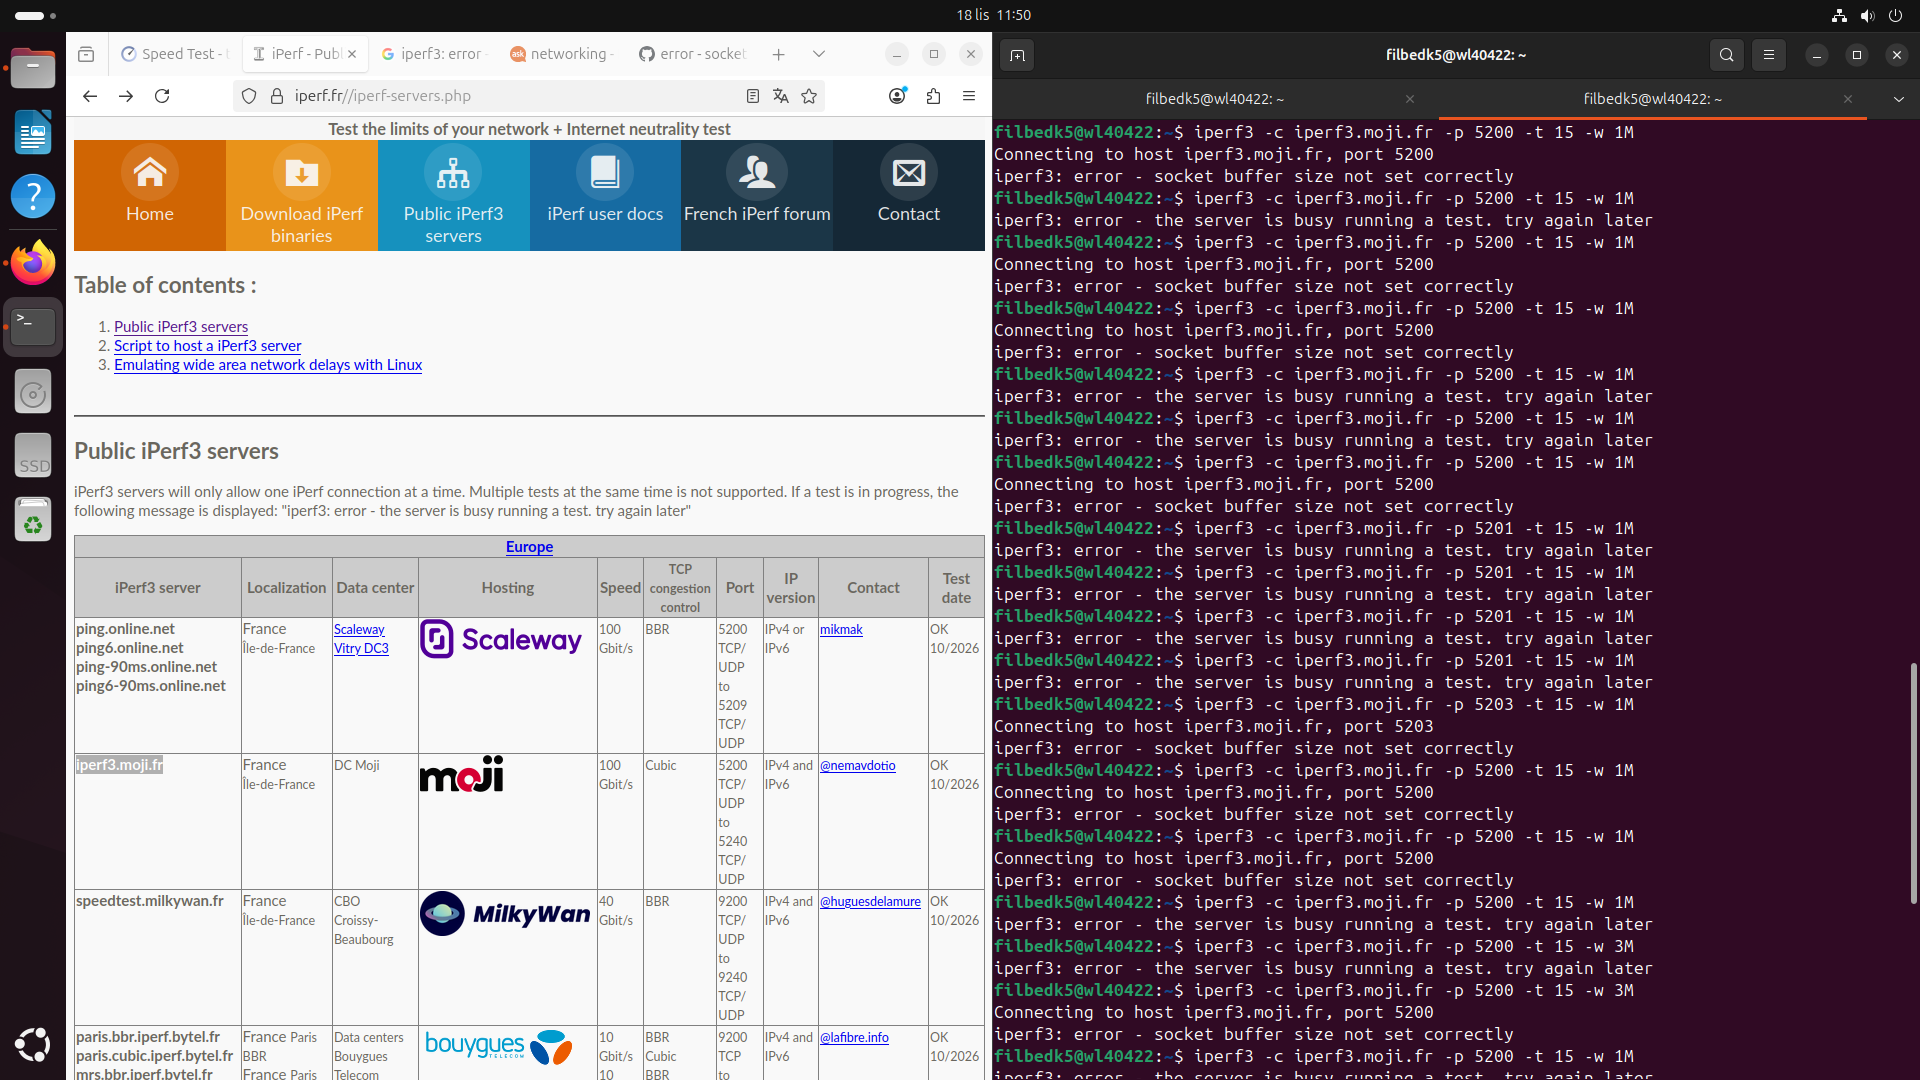 18 lis  11:50
Speed Test -
iPerf - Publ
iperf3: error
networking -
error - socket
iperf.fr//iperf-servers.php
Test the limits of your network + Internet neutrality test
Home
Download iPerf binaries
Public iPerf3 servers
iPerf user docs
French iPerf forum
Contact
Table of contents :
1. Public iPerf3 servers
2. Script to host a iPerf3 server
3. Emulating wide area network delays with Linux
Public iPerf3 servers
iPerf3 servers will only allow one iPerf connection at a time. Multiple tests at the same time is not supported. If a test is in progress, the
following message is displayed: "iperf3: error - the server is busy running a test. try again later"
Europe
iPerf3 server Localization Data center Hosting Speed TCP congestion control Port IP version Contact Test date
ping.online.net
ping6.online.net
ping-90ms.online.net
ping6-90ms.online.net
France
Île-de-France
Scaleway
Vitry DC3
Scaleway
100
Gbit/s
BBR
5200
TCP/
UDP
to
5209
TCP/
UDP
IPv4 or
IPv6
mikmak
OK
10/2026
iperf3.moji.fr
France
Île-de-France
DC Moji
moji
100
Gbit/s
Cubic
5200
TCP/
UDP
to
5240
TCP/
UDP
IPv4 and
IPv6
@nemavdotio
OK
10/2026
speedtest.milkywan.fr
France
Île-de-France
CBO
Croissy-
Beaubourg
MilkyWan
40
Gbit/s
BBR
9200
TCP/
UDP
to
9240
TCP/
UDP
IPv4 and
IPv6
@huguesdelamure
OK
10/2026
paris.bbr.iperf.bytel.fr
paris.cubic.iperf.bytel.fr
mrs.bbr.iperf.bytel.fr
France Paris
BBR
France Paris
Data centers
Bouygues
Telecom
bouygues
TELECOM
10
Gbit/s
10
BBR
Cubic
BBR
9200
TCP
to
IPv4 and
IPv6
@lafibre.info
OK
10/2026
SSD
filbedk5@wl40422: ~
filbedk5@wl40422: ~
filbedk5@wl40422: ~
filbedk5@wl40422:~$ iperf3 -c iperf3.moji.fr -p 5200 -t 15 -w 1M
Connecting to host iperf3.moji.fr, port 5200
iperf3: error - socket buffer size not set correctly
filbedk5@wl40422:~$ iperf3 -c iperf3.moji.fr -p 5200 -t 15 -w 1M
iperf3: error - the server is busy running a test. try again later
filbedk5@wl40422:~$ iperf3 -c iperf3.moji.fr -p 5200 -t 15 -w 1M
Connecting to host iperf3.moji.fr, port 5200
iperf3: error - socket buffer size not set correctly
filbedk5@wl40422:~$ iperf3 -c iperf3.moji.fr -p 5200 -t 15 -w 1M
Connecting to host iperf3.moji.fr, port 5200
iperf3: error - socket buffer size not set correctly
filbedk5@wl40422:~$ iperf3 -c iperf3.moji.fr -p 5200 -t 15 -w 1M
iperf3: error - the server is busy running a test. try again later
filbedk5@wl40422:~$ iperf3 -c iperf3.moji.fr -p 5200 -t 15 -w 1M
iperf3: error - the server is busy running a test. try again later
filbedk5@wl40422:~$ iperf3 -c iperf3.moji.fr -p 5200 -t 15 -w 1M
Connecting to host iperf3.moji.fr, port 5200
iperf3: error - socket buffer size not set correctly
filbedk5@wl40422:~$ iperf3 -c iperf3.moji.fr -p 5201 -t 15 -w 1M
iperf3: error - the server is busy running a test. try again later
filbedk5@wl40422:~$ iperf3 -c iperf3.moji.fr -p 5201 -t 15 -w 1M
iperf3: error - the server is busy running a test. try again later
filbedk5@wl40422:~$ iperf3 -c iperf3.moji.fr -p 5201 -t 15 -w 1M
iperf3: error - the server is busy running a test. try again later
filbedk5@wl40422:~$ iperf3 -c iperf3.moji.fr -p 5201 -t 15 -w 1M
iperf3: error - the server is busy running a test. try again later
filbedk5@wl40422:~$ iperf3 -c iperf3.moji.fr -p 5203 -t 15 -w 1M
Connecting to host iperf3.moji.fr, port 5203
iperf3: error - socket buffer size not set correctly
filbedk5@wl40422:~$ iperf3 -c iperf3.moji.fr -p 5200 -t 15 -w 1M
Connecting to host iperf3.moji.fr, port 5200
iperf3: error - socket buffer size not set correctly
filbedk5@wl40422:~$ iperf3 -c iperf3.moji.fr -p 5200 -t 15 -w 1M
Connecting to host iperf3.moji.fr, port 5200
iperf3: error - socket buffer size not set correctly
filbedk5@wl40422:~$ iperf3 -c iperf3.moji.fr -p 5200 -t 15 -w 1M
iperf3: error - the server is busy running a test. try again later
filbedk5@wl40422:~$ iperf3 -c iperf3.moji.fr -p 5200 -t 15 -w 3M
iperf3: error - the server is busy running a test. try again later
filbedk5@wl40422:~$ iperf3 -c iperf3.moji.fr -p 5200 -t 15 -w 3M
Connecting to host iperf3.moji.fr, port 5200
iperf3: error - socket buffer size not set correctly
filbedk5@wl40422:~$ iperf3 -c iperf3.moji.fr -p 5200 -t 15 -w 1M
iperf3: error - the server is busy running a test. try again later